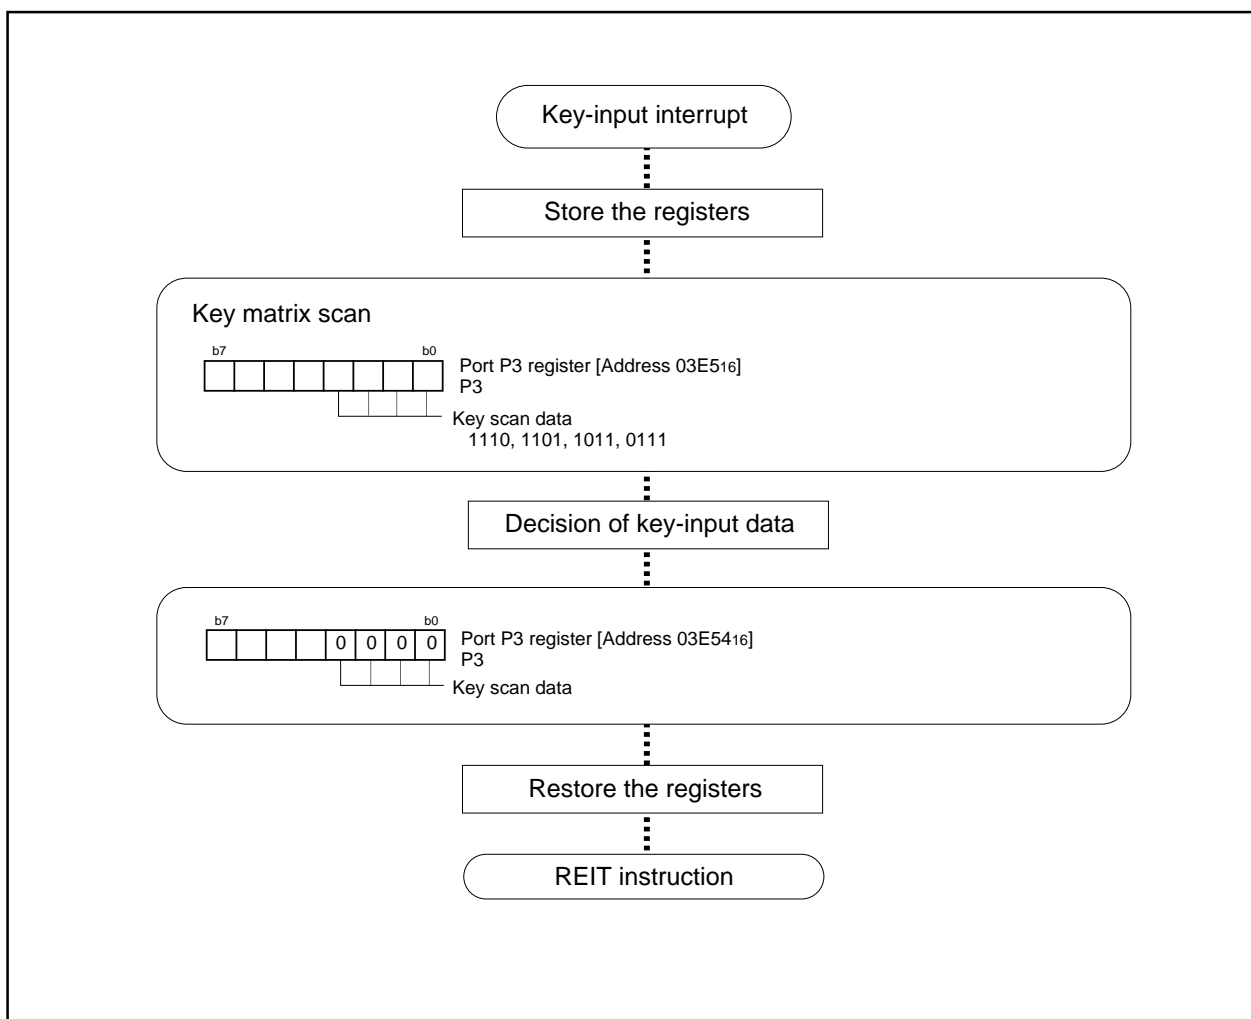 Key-input interrupt
Store the registers
Key matrix scan
b7 b0
Port P3 register [Address 03E516]
P3
Key scan data
1110, 1101, 1011, 0111
Decision of key-input data
b7 b0
0 0 0 0
Port P3 register [Address 03E5416]
P3
Key scan data
Restore the registers
REIT instruction